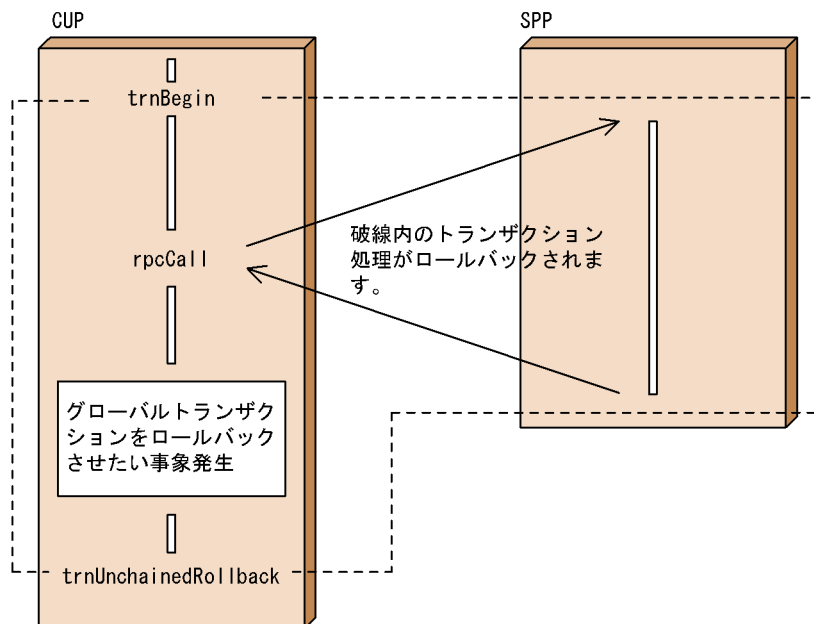 CUP
SPP
trnBegin
rpcCall
破線内のトランザクション
処理がロールバックされま
す。
グローバルトランザク
ションをロールバック
させたい事象発生
trnUnchainedRollback